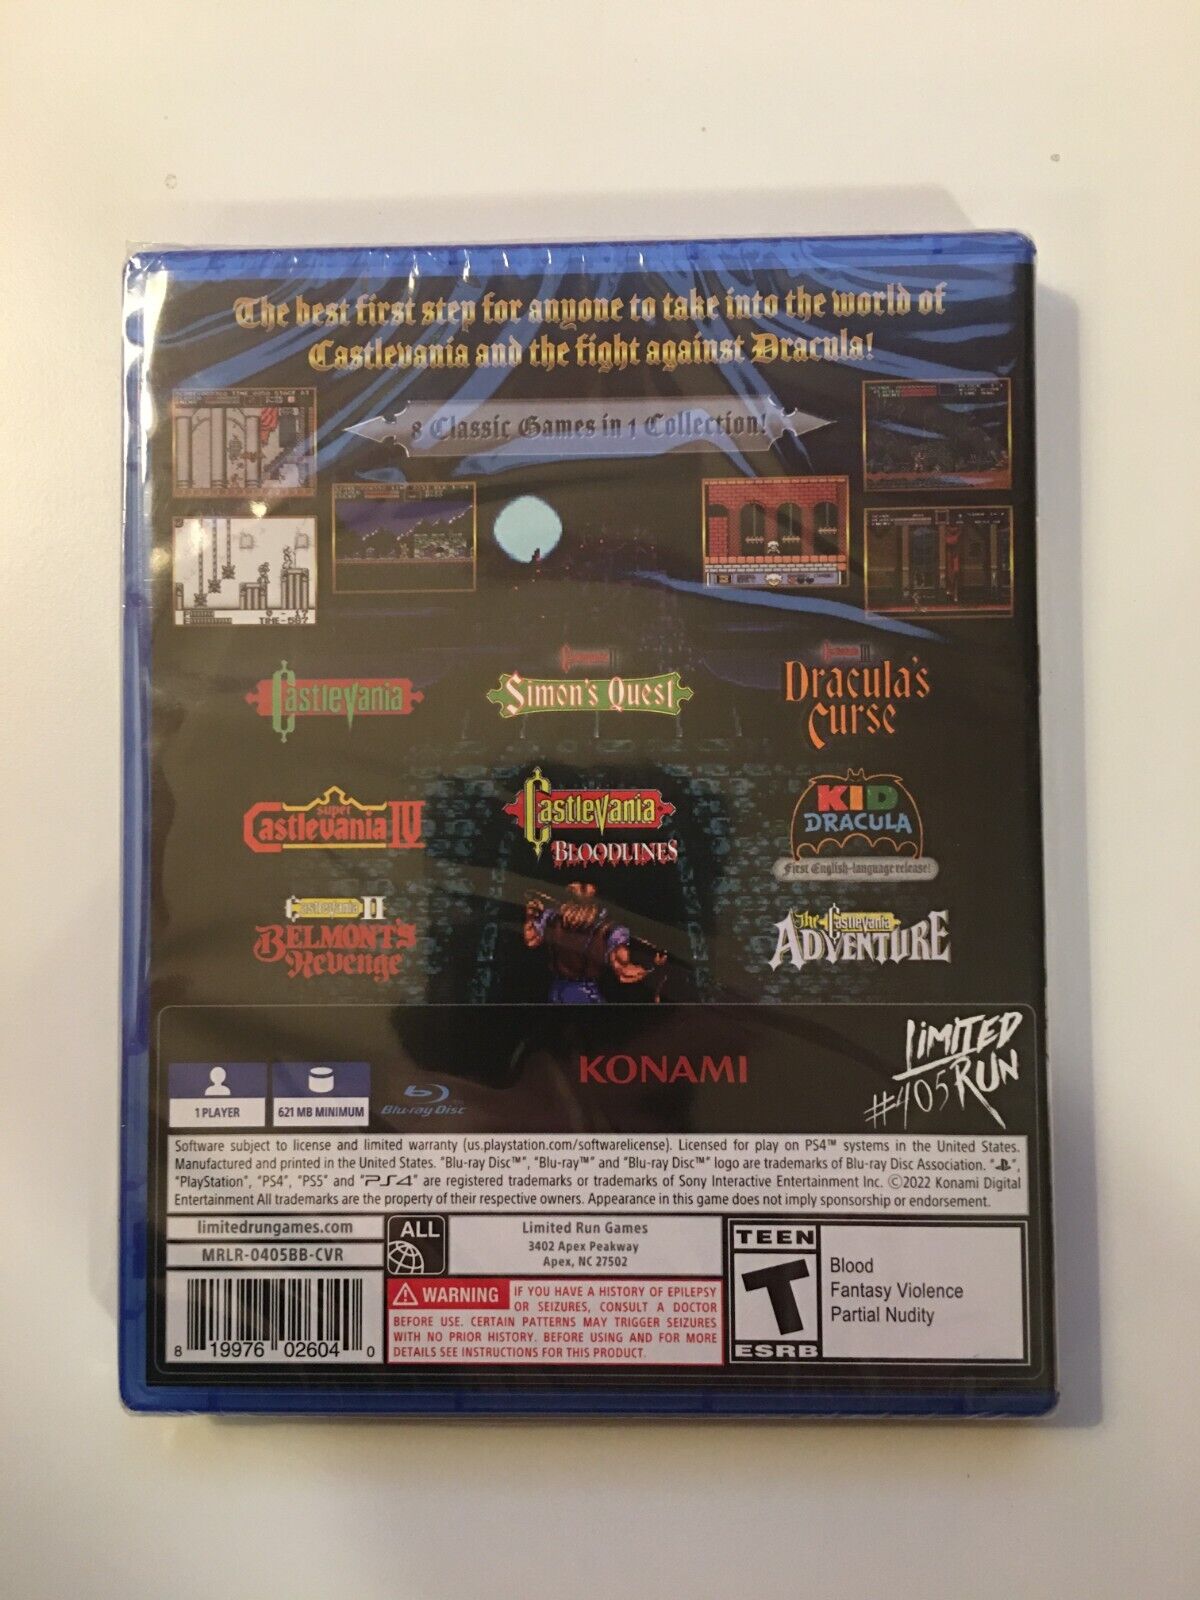 The best first step for anyone to take into the world of
Castlevania and the fight against Dracula!
8 Classic Games in 1 Collection!
TIME-587
Castlevania
Castlevania II
Simon's Quest
Castlevania III
Dracula's
Curse
Super
Castlevania IV
Castlevania
BLOODLINES
KID
DRACULA
First English-language release!
Castlevania II
BELMONT'S
Revenge
The Castlevania
ADVENTURE
KONAMI
LIMITED
RUN
#405
1 PLAYER
621 MB MINIMUM
Blu-ray Disc
Software subject to license and limited warranty (us.playstation.com/softwarelicense). Licensed for play on PS4™ systems in the United States.
Manufactured and printed in the United States. "Blu-ray Disc™", "Blu-ray™" and "Blu-ray Disc™" logo are trademarks of Blu-ray Disc Association. "PS",
"PlayStation", "PS4", "PS5" and "PS4" are registered trademarks or trademarks of Sony Interactive Entertainment Inc. ©2022 Konami Digital
Entertainment All trademarks are the property of their respective owners. Appearance in this game does not imply sponsorship or endorsement.
limitedrungames.com
MRLR-0405BB-CVR
8 19976 02604 0
ALL
Limited Run Games
3402 Apex Peakway
Apex, NC 27502
WARNING IF YOU HAVE A HISTORY OF EPILEPSY
OR SEIZURES, CONSULT A DOCTOR
BEFORE USE. CERTAIN PATTERNS MAY TRIGGER SEIZURES
WITH NO PRIOR HISTORY. BEFORE USING AND FOR MORE
DETAILS SEE INSTRUCTIONS FOR THIS PRODUCT.
TEEN
T
ESRB
Blood
Fantasy Violence
Partial Nudity